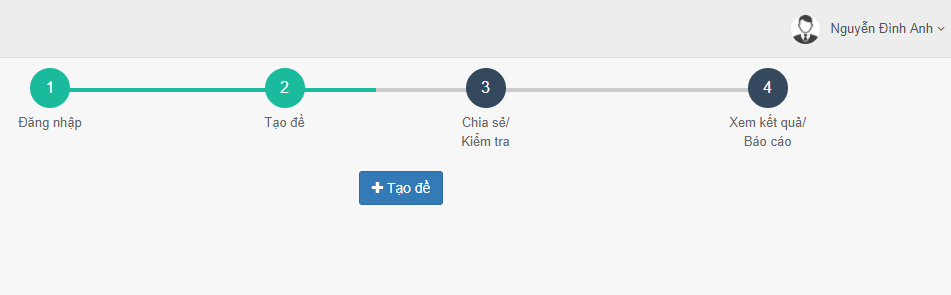 Nguyễn Đình Anh
1
2
3
4
Đăng nhập
Tạo đề
Chia sẻ/
Kiểm tra
Xem kết quả/
Báo cáo
+ Tạo đề